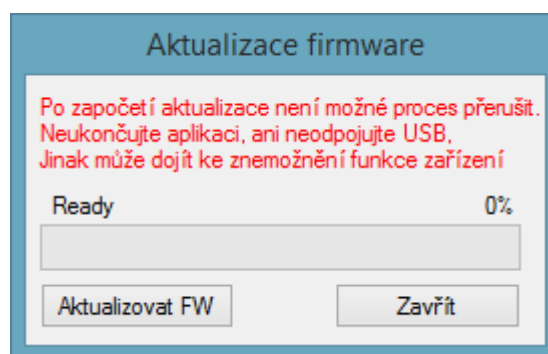 Aktualizace firmware
Po započetí aktualizace není možné proces přerušit.
Neukončujte aplikaci, ani neodpojujte USB,
Jinak může dojít ke znemožnění funkce zařízení
Ready 0%
Aktualizovat FW Zavřít